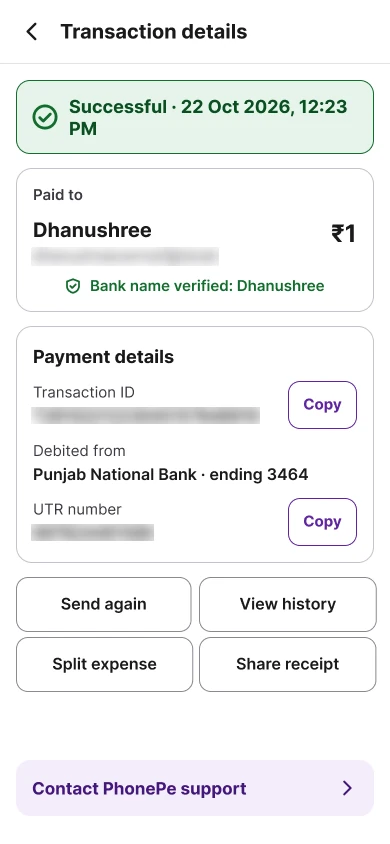 Transaction details
Successful · 22 Oct 2026, 12:23
PM
Paid to
Dhanushree
₹1
Bank name verified: Dhanushree
Payment details
Transaction ID
Copy
Debited from
Punjab National Bank · ending 3464
UTR number
Copy
Send again
View history
Split expense
Share receipt
Contact PhonePe support